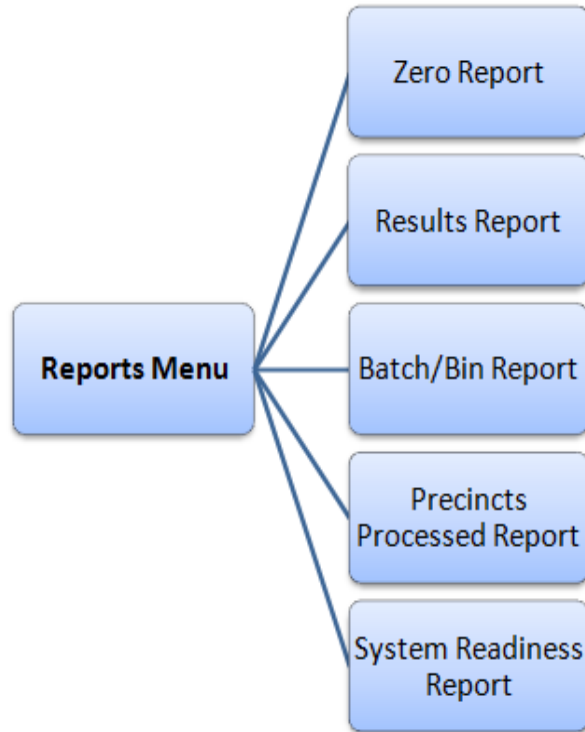 Zero Report
Results Report
Reports Menu
Batch/Bin Report
Precincts
Processed Report
System Readiness
Report